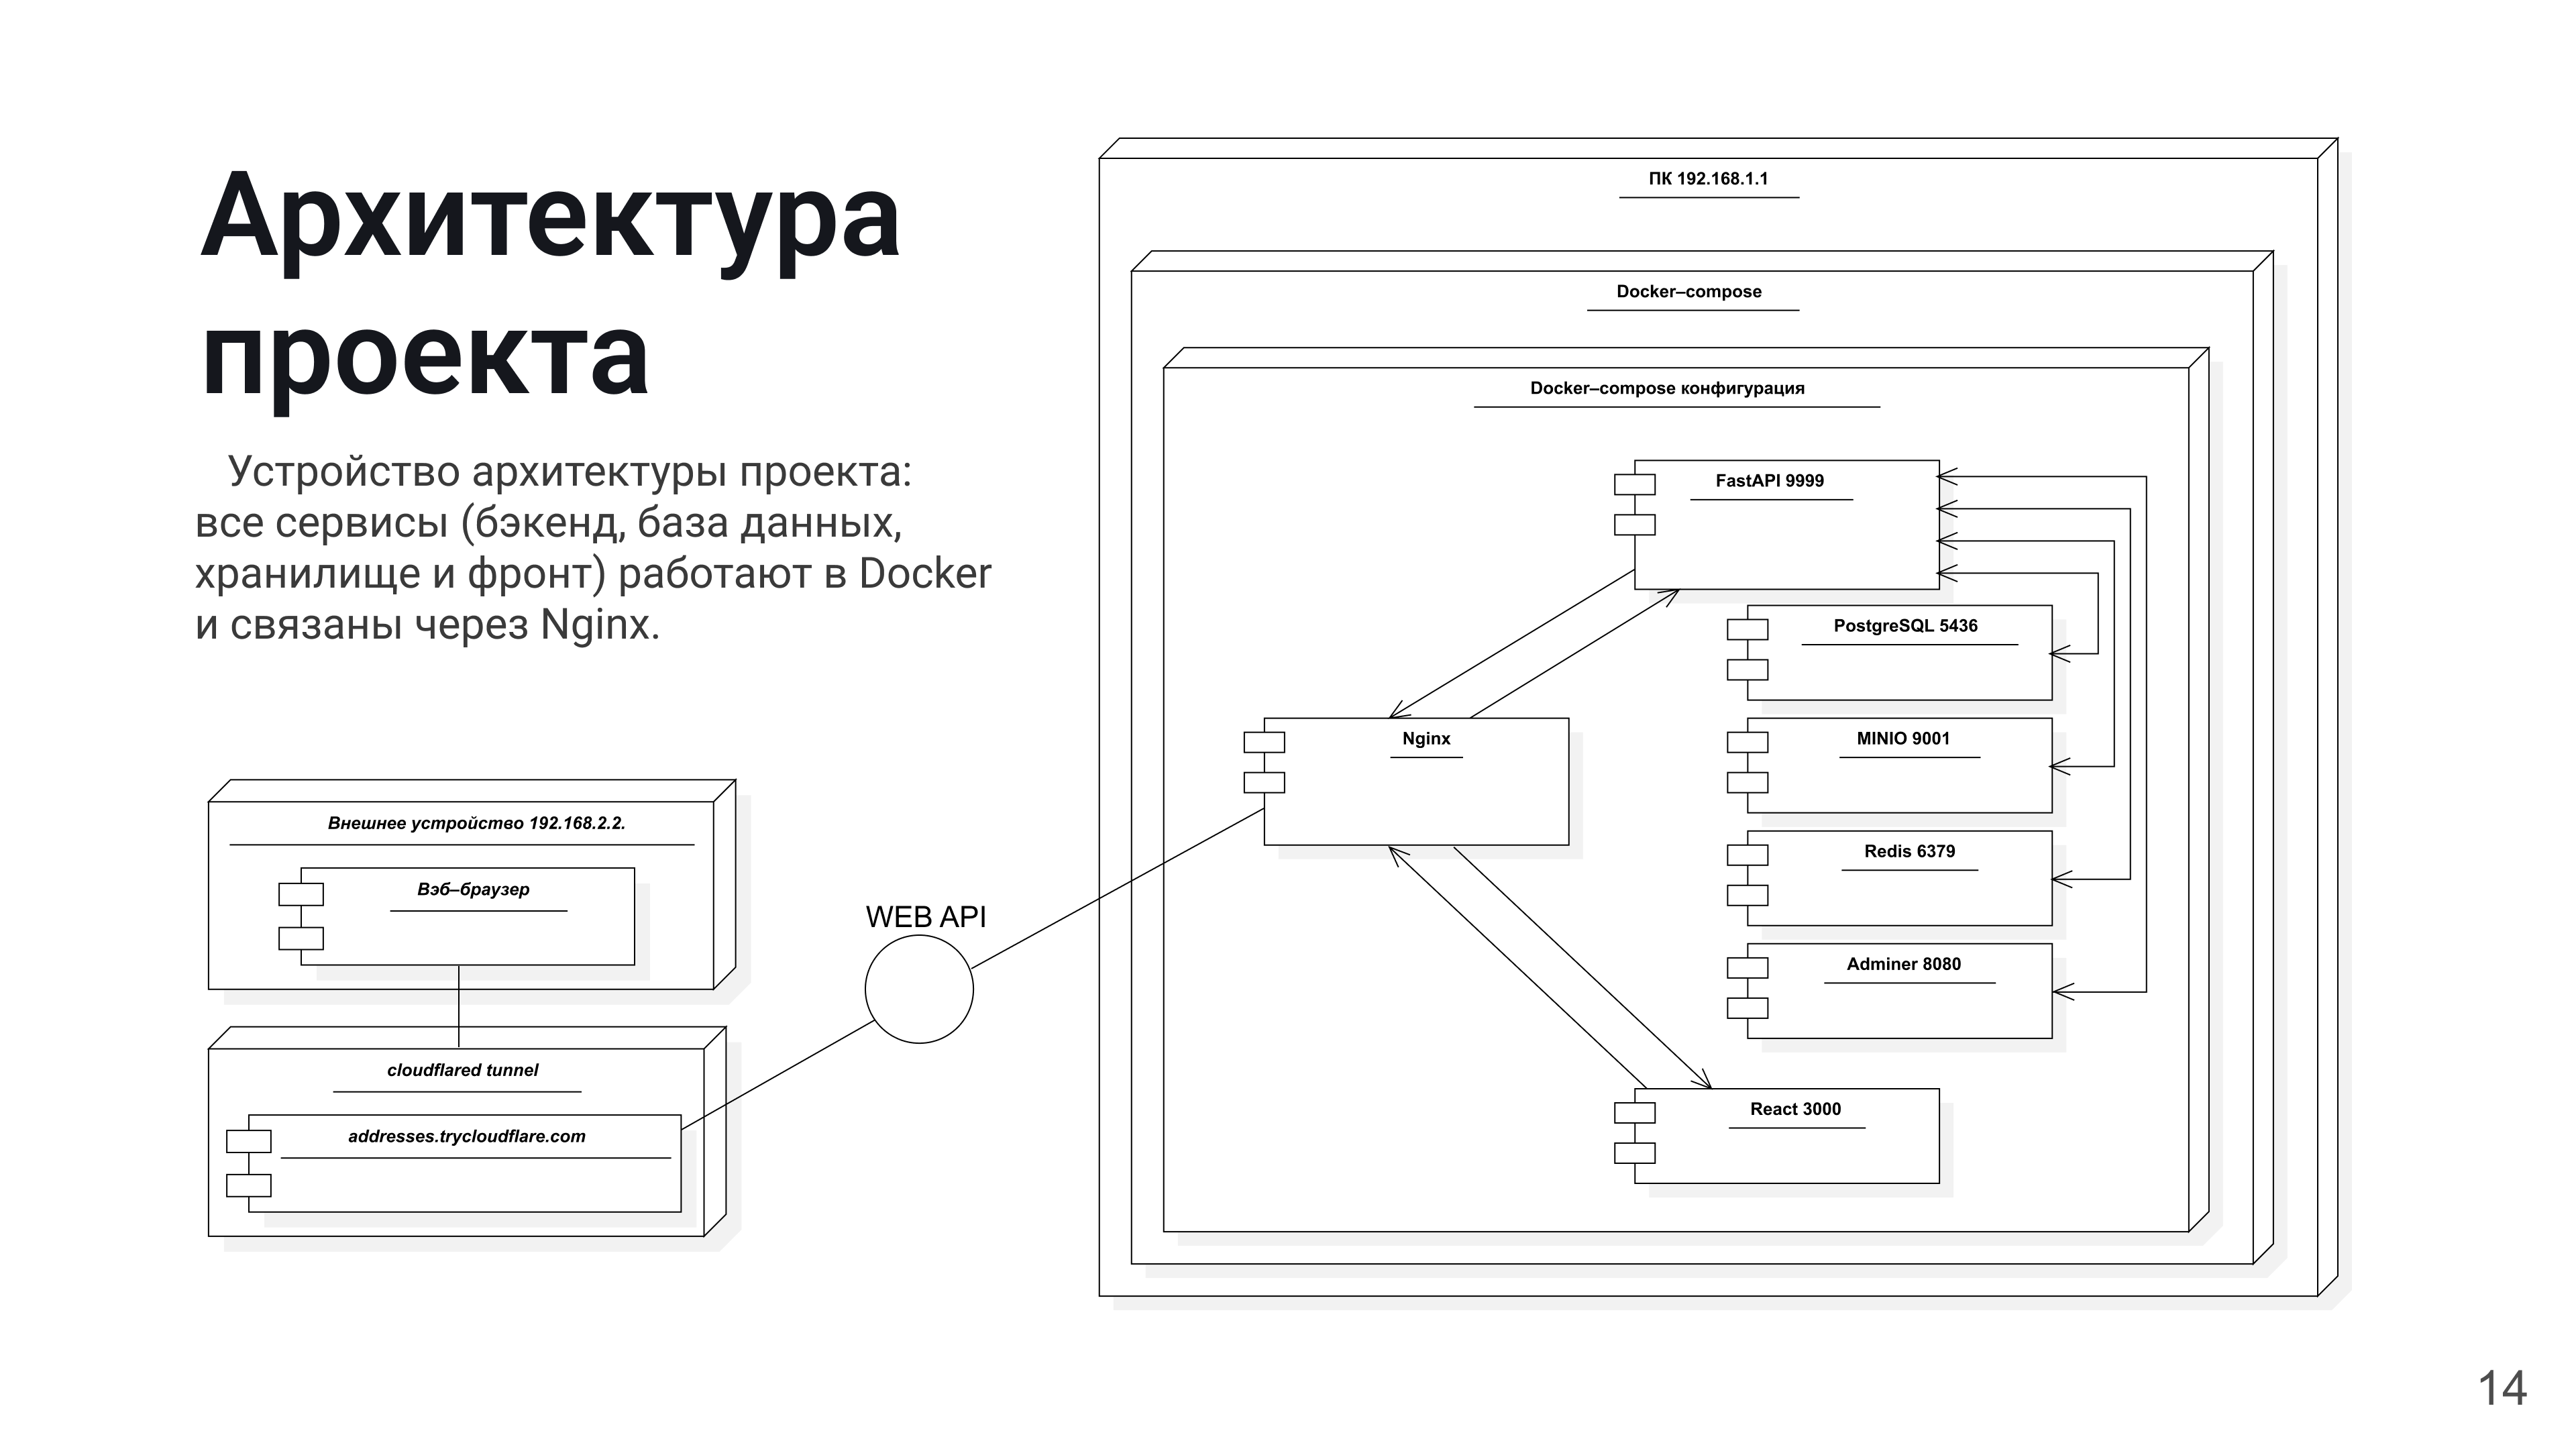 Архитектура
проекта
Устройство архитектуры проекта:
все сервисы (бэкенд, база данных,
хранилище и фронт) работают в Docker
и связаны через Nginx.
Внешнее устройство 192.168.2.2.
Вэб–браузер
cloudflared tunnel
addresses.trycloudflare.com
WEB API
ПК 192.168.1.1
Docker–compose
Docker–compose конфигурация
FastAPI 9999
PostgreSQL 5436
Nginx
MINIO 9001
Redis 6379
Adminer 8080
React 3000
14